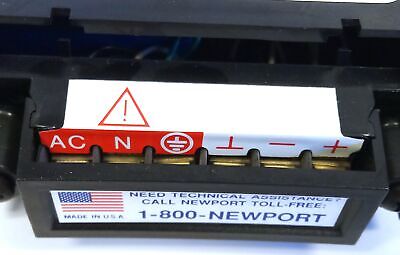 AC N ⊥ − +
NEED TECHNICAL ASSISTANCE?
CALL NEWPORT TOLL-FREE:
1-800-NEWPORT
MADE IN U.S.A